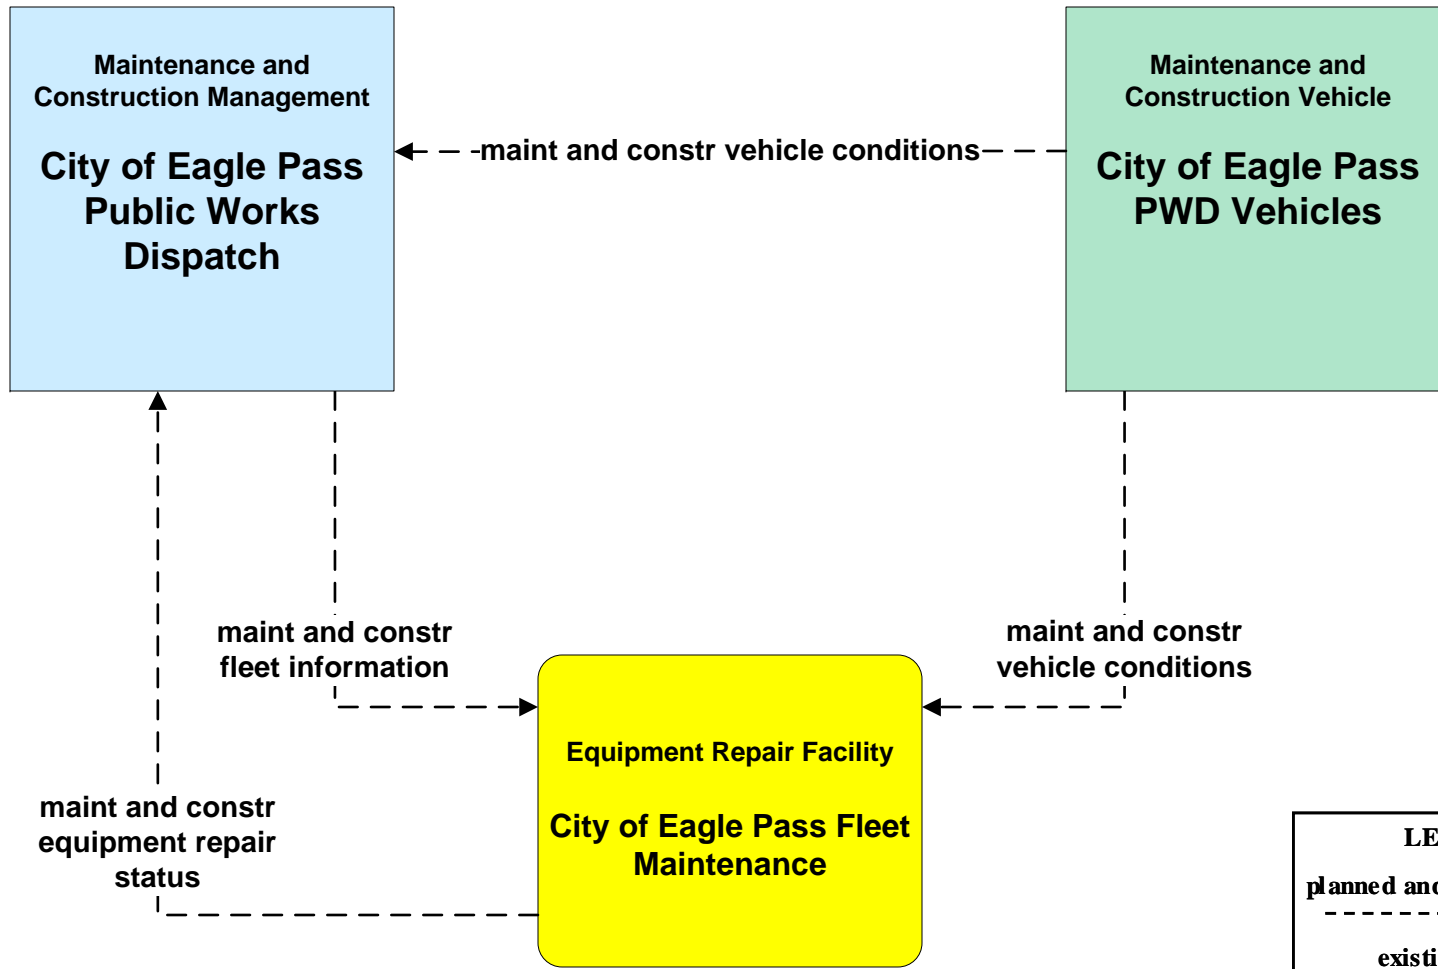 Maintenance and
Construction Management
City of Eagle Pass
Public Works
Dispatch
maint and constr vehicle conditions
Maintenance and
Construction Vehicle
City of Eagle Pass
PWD Vehicles
maint and constr
fleet information
maint and constr
vehicle conditions
Equipment Repair Facility
City of Eagle Pass Fleet
Maintenance
maint and constr
equipment repair
status
planned and